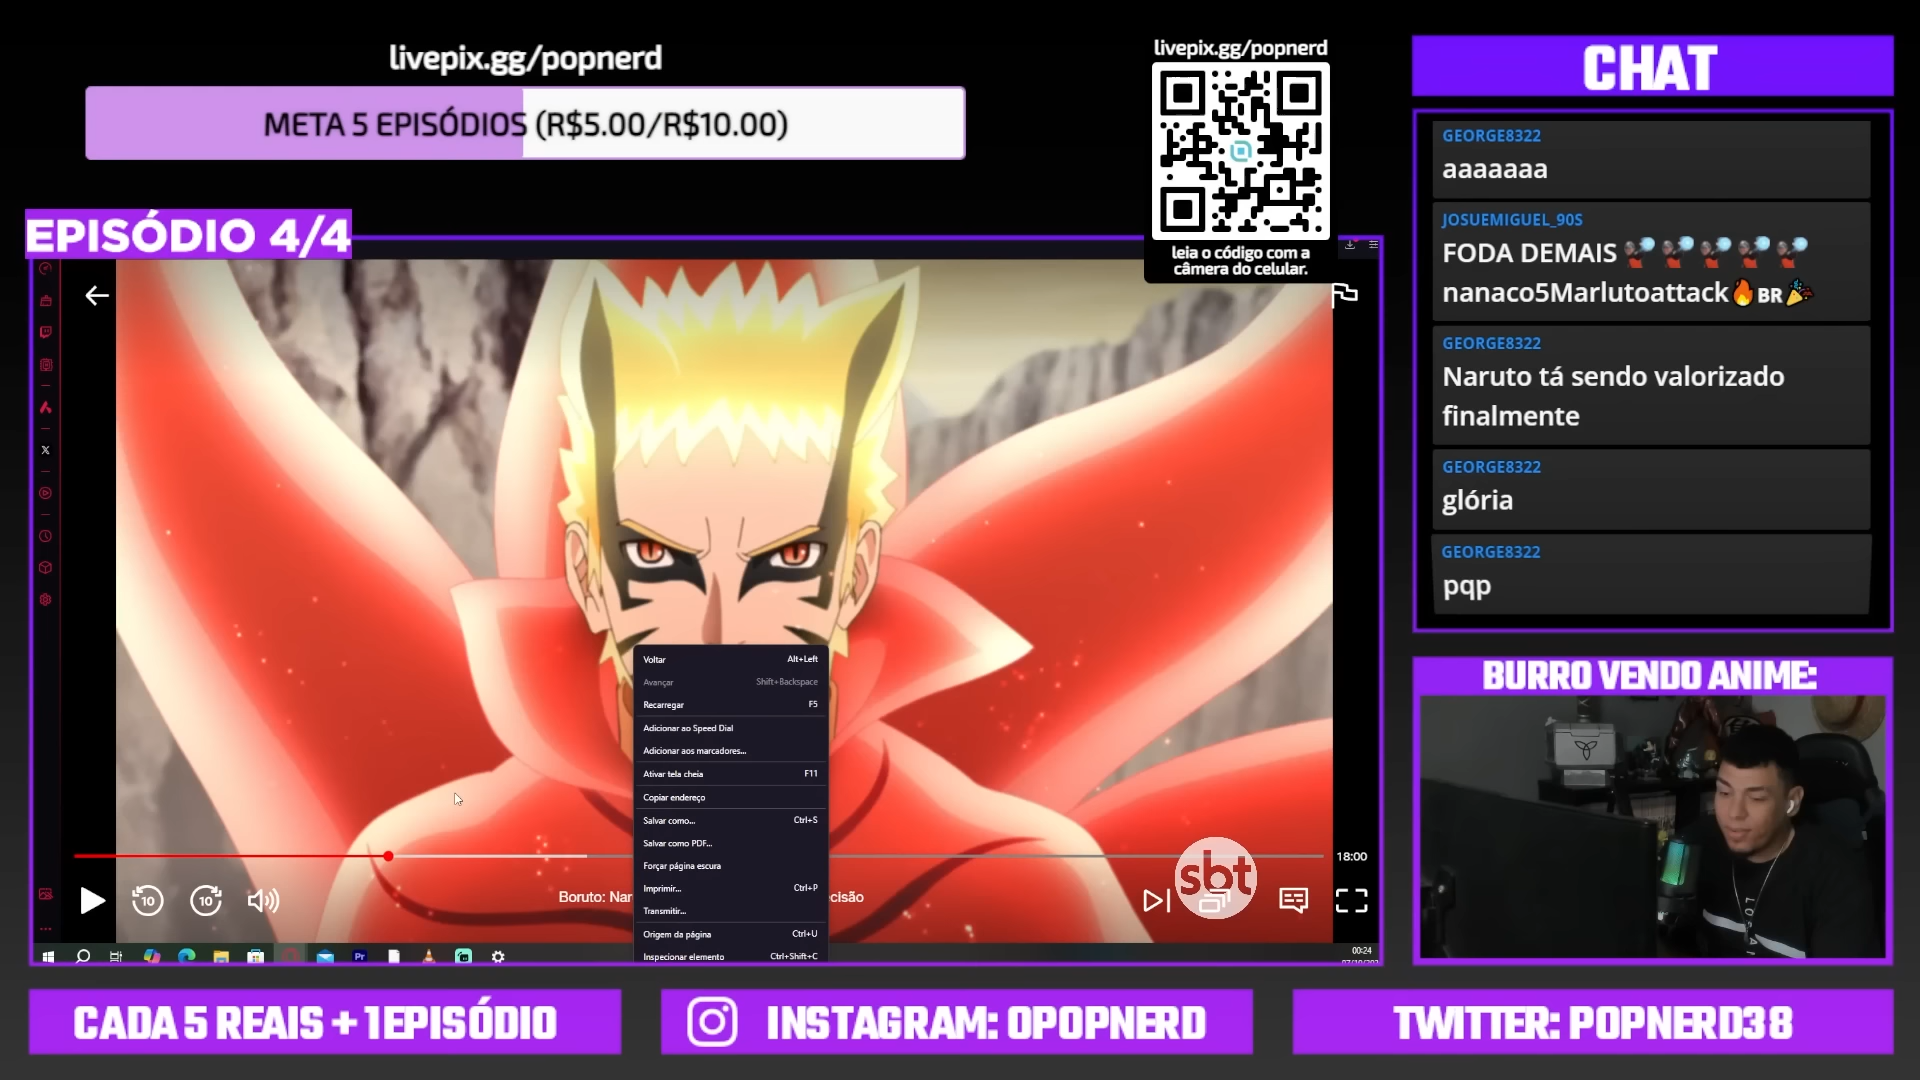 livepix.gg/popnerd
META 5 EPISÓDIOS (R$5.00/R$10.00)
livepix.gg/popnerd
leia o código com a
câmera do celular.
EPISÓDIO 4/4
CHAT
GEORGE8322
aaaaaaa
JOSUEMIGUEL_90S
FODA DEMAIS
nanaco5Marlutoattack🔥BR🎉
GEORGE8322
Naruto tá sendo valorizado
finalmente
GEORGE8322
glória
GEORGE8322
pqp
BURRO VENDO ANIME:
Voltar Alt+Left
Avançar Shift+Backspace
Recarregar F5
Adicionar ao Speed Dial
Adicionar aos marcadores...
Ativar tela cheia F11
Copiar endereço
Salvar como... Ctrl+S
Salvar como PDF...
Forçar página escura
Imprimir... Ctrl+P
Transmitir...
Origem da página Ctrl+U
Inspecionar elemento Ctrl+Shift+C
18:00
10
10
Boruto: Nar
cisão
sbt
Pr
00:24
CADA 5 REAIS + 1 EPISÓDIO
INSTAGRAM: OPOPNERD
TWITTER: POPNERD38